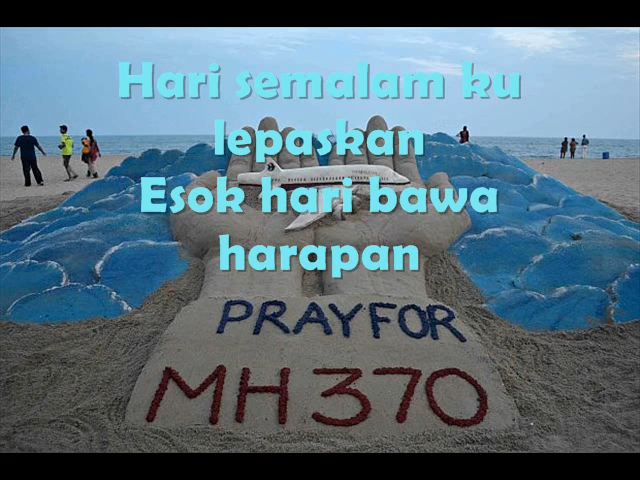 Hari semalam ku
lepaskan
Esok hari bawa
harapan
PRAY FOR
MH370